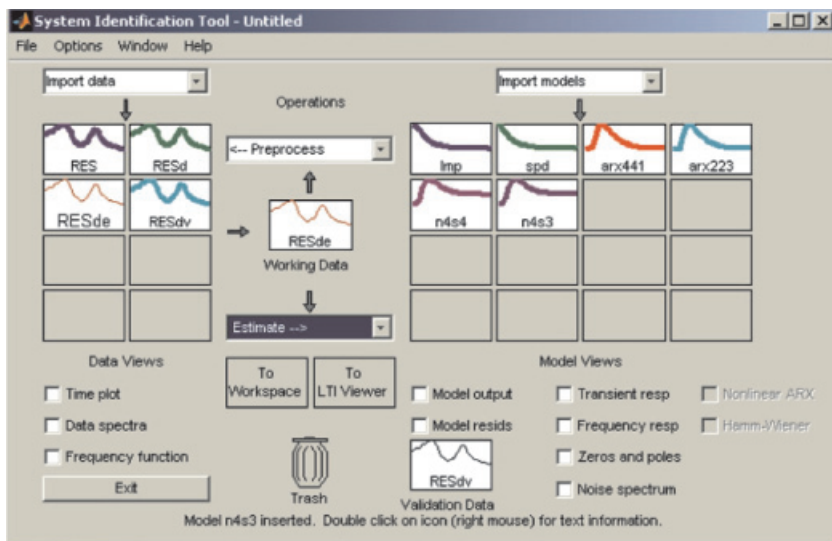 System Identification Tool - Untitled
File Options Window Help
Import data
Import models
Operations
RES RESd
<-- Preprocess
Imp spd arx441 arx223
RESde RESdv
RESde
n4s4 n4s3
Working Data
Estimate -->
Data Views
To Workspace
To LTI Viewer
Model Views
Time plot
Model output
Transient resp
Nonlinear ARX
Data spectra
Model resids
Frequency resp
Hamm-Wiener
Frequency function
RESdv
Zeros and poles
Exit
Trash
Validation Data
Noise spectrum
Model n4s3 inserted. Double click on icon (right mouse) for text information.